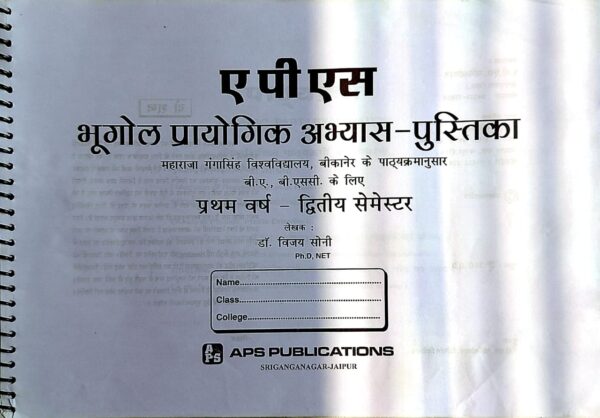 ए पी एस
भूगोल प्रायोगिक अभ्यास-पुस्तिका
महाराजा गंगासिंह विश्वविद्यालय, बीकानेर के पाठ्यक्रमानुसार
बी.ए., बी.एससी. के लिए
प्रथम वर्ष - द्वितीय सेमेस्टर
लेखक :
डॉ. विजय सोनी
Ph.D, NET
Name
Class
College
APS
APS PUBLICATIONS
SRIGANGANAGAR-JAIPUR